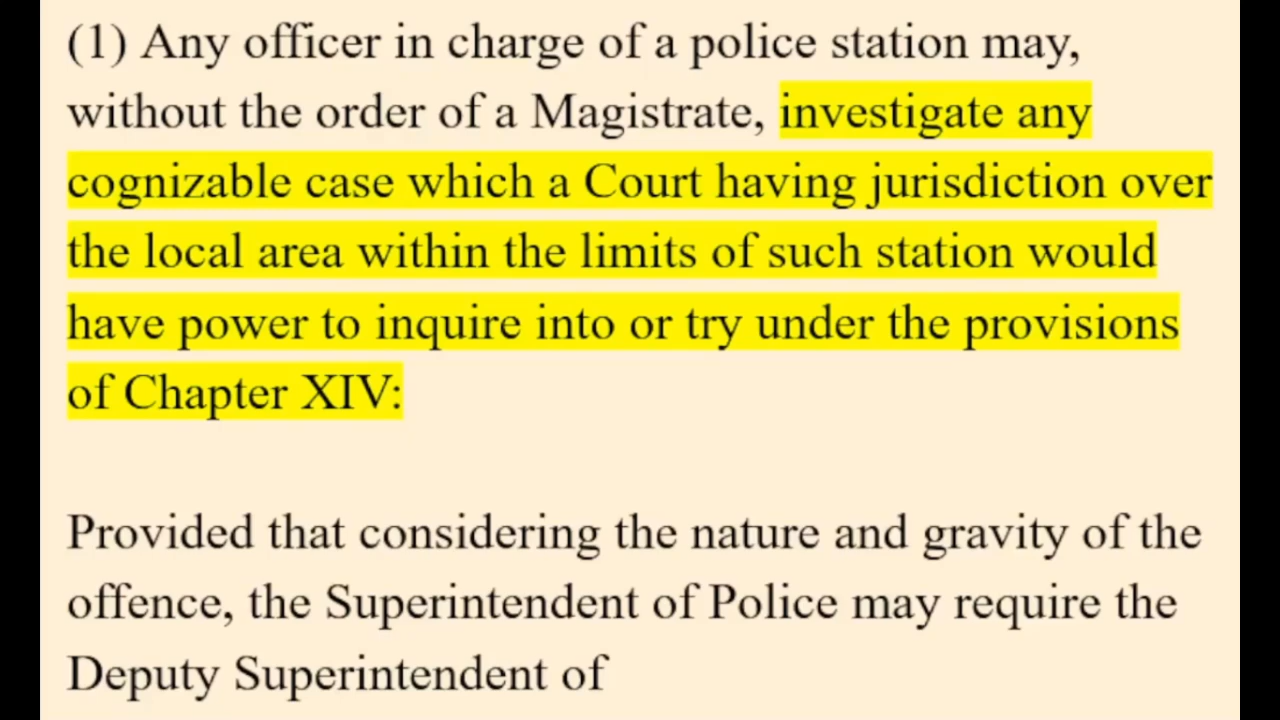 (1) Any officer in charge of a police station may,
without the order of a Magistrate, investigate any
cognizable case which a Court having jurisdiction over
the local area within the limits of such station would
have power to inquire into or try under the provisions
of Chapter XIV:
Provided that considering the nature and gravity of the
offence, the Superintendent of Police may require the
Deputy Superintendent of